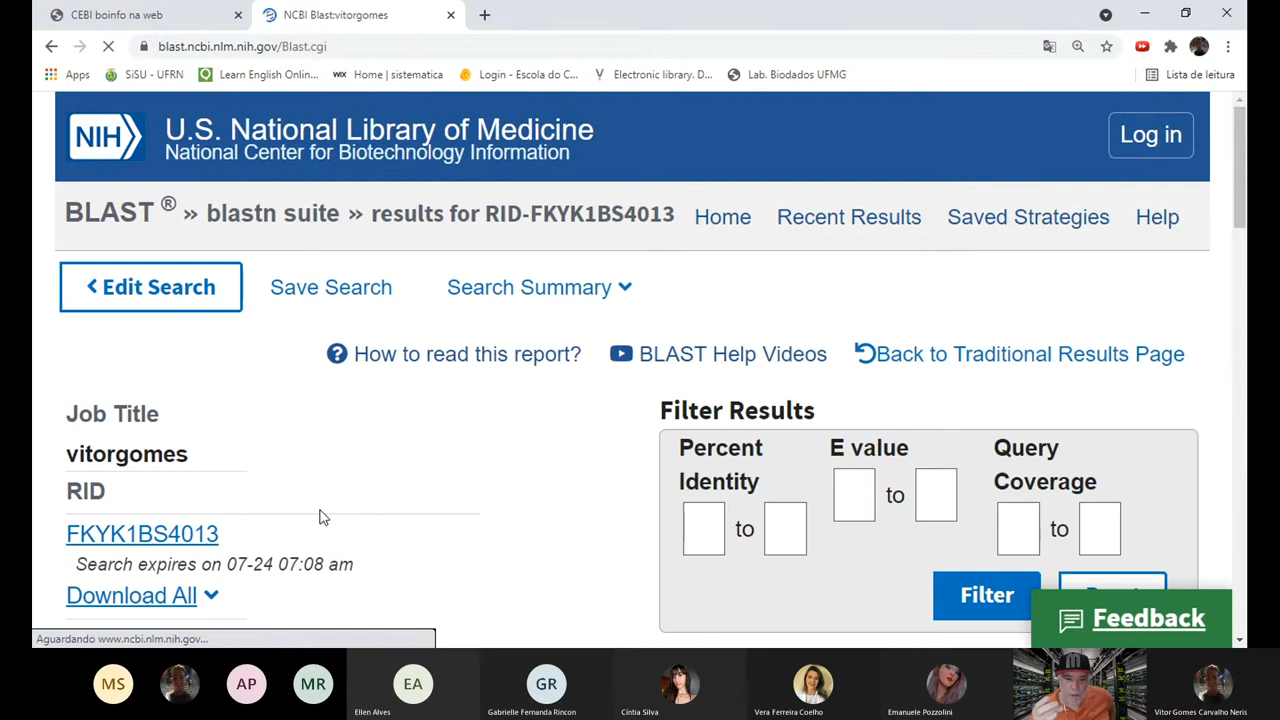 CEBI boinfo na web
NCBI Blast:vitorgomes
blast.ncbi.nlm.nih.gov/Blast.cgi
Apps
SiSU - UFRN
Learn English Onlin...
WIX
Home | sistematica
Login - Escola do C...
Electronic library. D...
Lab. Biodados UFMG
Lista de leitura
NIH
U.S. National Library of Medicine
National Center for Biotechnology Information
Log in
BLAST ® » blastn suite » results for RID-FKYK1BS4013
Home
Recent Results
Saved Strategies
Help
Edit Search
Save Search
Search Summary
How to read this report?
BLAST Help Videos
Back to Traditional Results Page
Job Title
vitorgomes
RID
FKYK1BS4013
Search expires on 07-24 07:08 am
Download All
Filter Results
Percent Identity
to
E value
to
Query Coverage
to
Filter
Feedback
Aguardando www.ncbi.nlm.nih.gov...
MS
AP
MR
EA
GR
Ellen Alves
Gabrielle Fernanda Rincon
Cíntia Silva
Vera Ferreira Coelho
Emanuele Pozzolini
Vitor Gomes Carvalho Neris